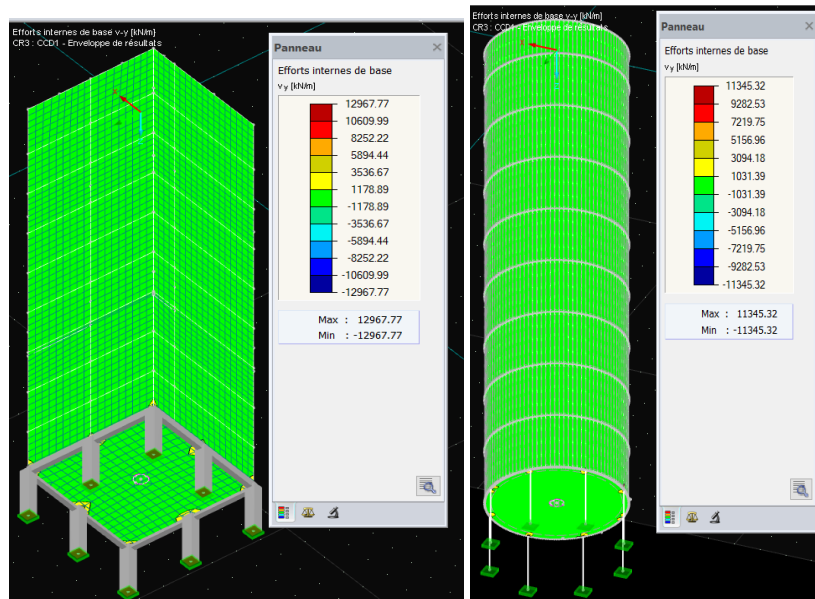 Efforts internes de base v-y [kN/m]
CR3 : CCD1 - Enveloppe de résultats
Panneau
Efforts internes de base
v y [kN/m]
12967.77
10609.99
8252.22
5894.44
3536.67
1178.89
-1178.89
-3536.67
-5894.44
-8252.22
-10609.99
-12967.77
Max : 12967.77
Min : -12967.77
Efforts internes de base v-y [kN/m]
CR3 : CCD1 - Enveloppe de résultats
Panneau
Efforts internes de base
v y [kN/m]
11345.32
9282.53
7219.75
5156.96
3094.18
1031.39
-1031.39
-3094.18
-5156.96
-7219.75
-9282.53
-11345.32
Max : 11345.32
Min : -11345.32